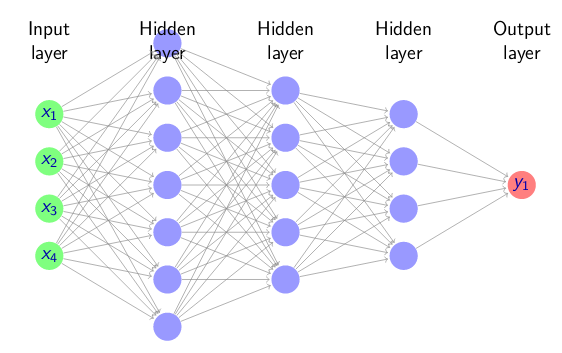 Input
layer
Hidden
layer
Hidden
layer
Hidden
layer
Output
layer
x₁
x₂
x₃
x₄
y₁